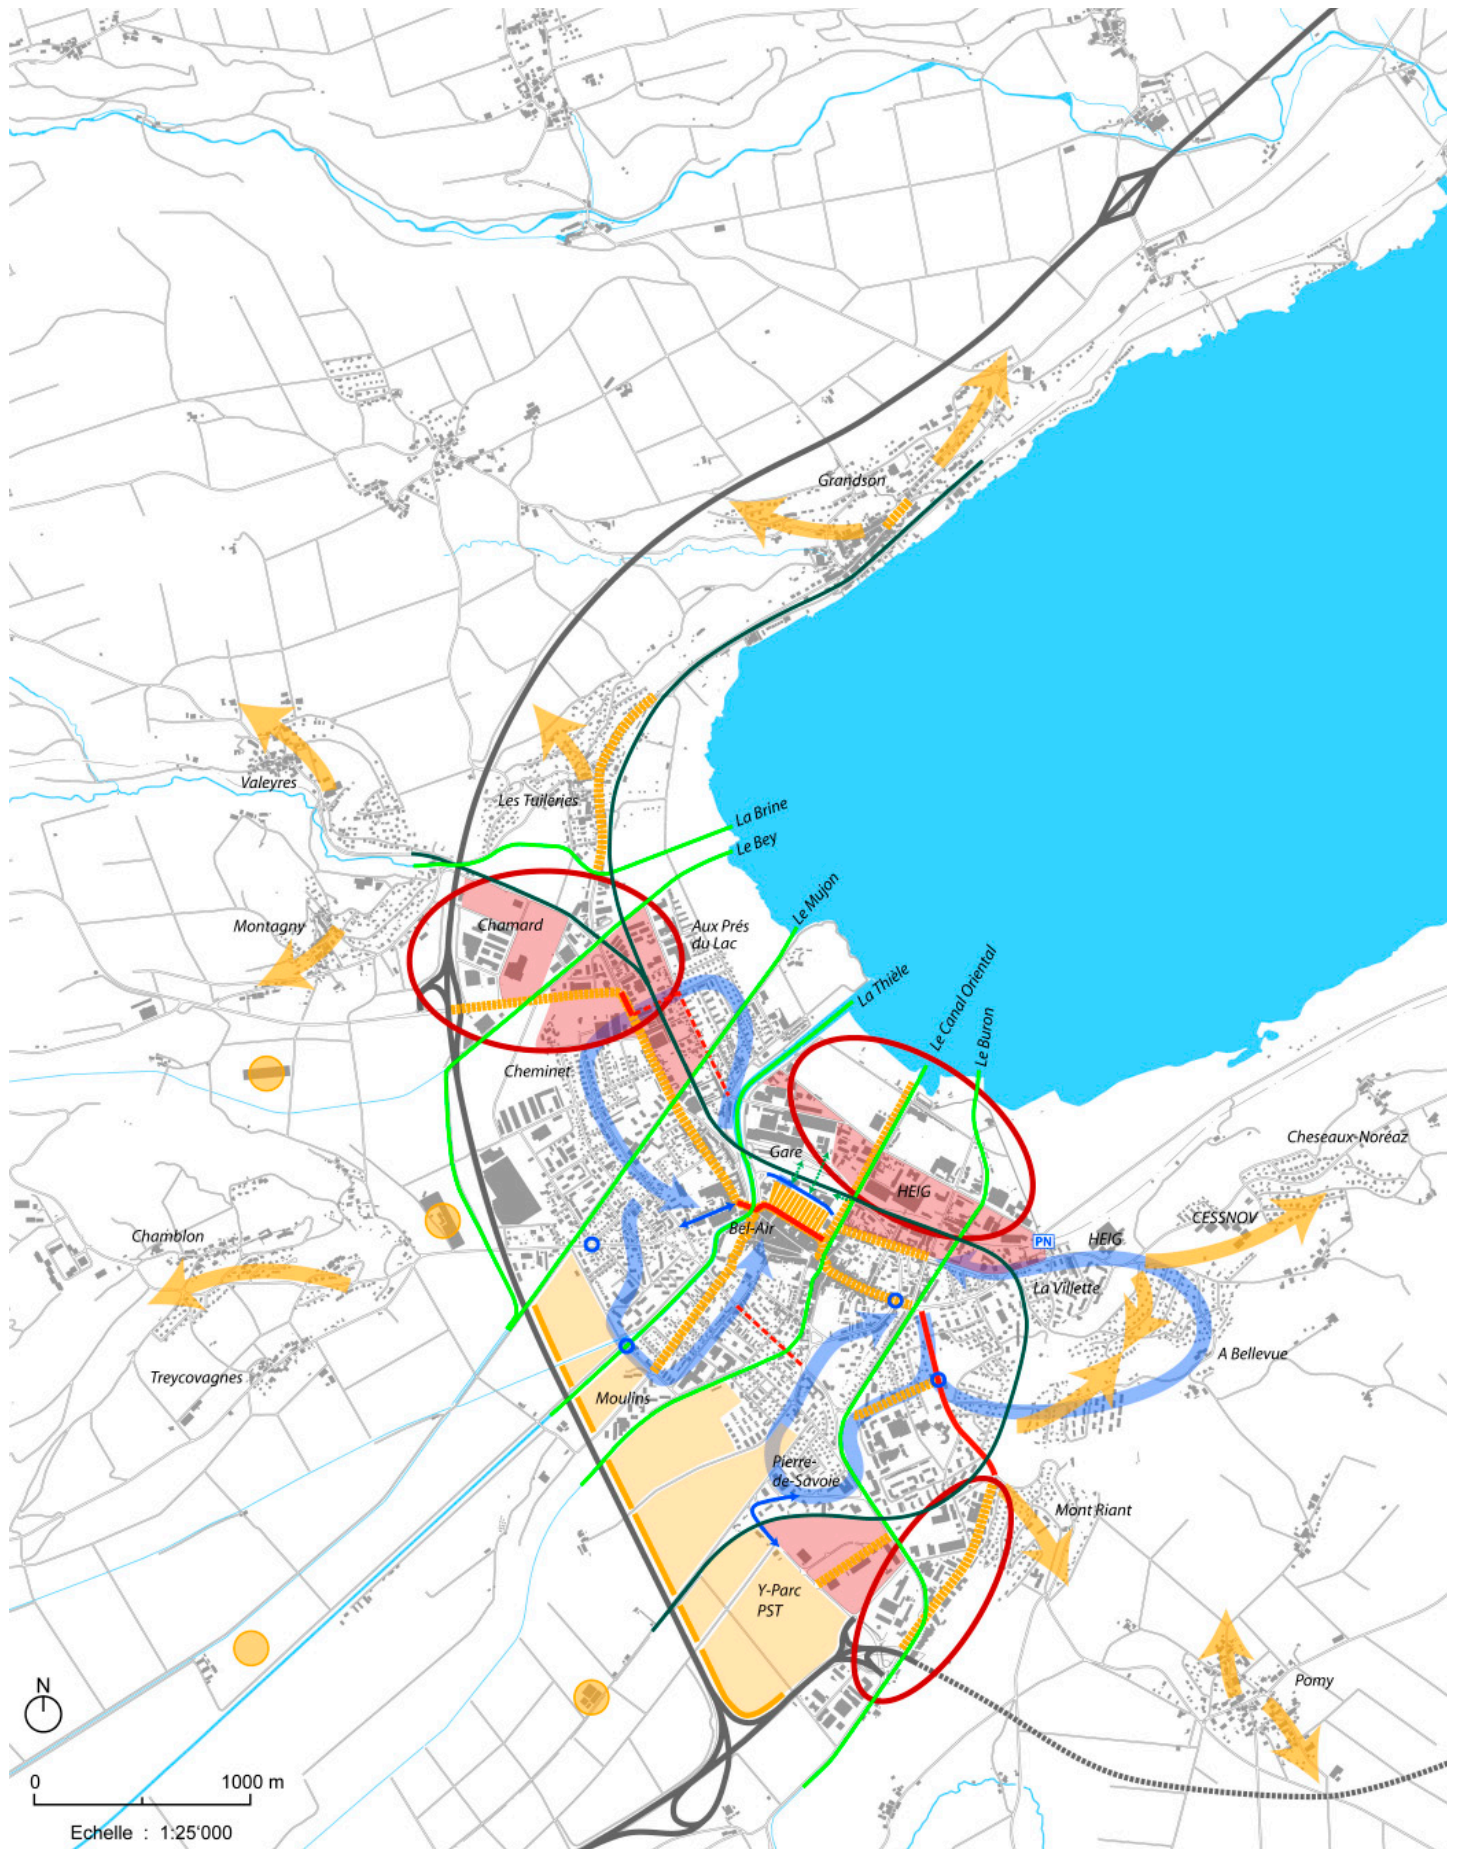 Grandson
Valeyres
Les Tuileries
La Brine
Le Bey
Le Mujon
Montagny
Chamard
Aux Prés
du Lac
La Thièle
Le Canal Oriental
Le Buron
Cheminet
Gare
HEIG
Cheseaux-Noréaz
CESSNOV
Chamblon
Bel-Air
PN
HEIG
La Villette
A Bellevue
Treycovagnes
Moulins
Pierre-
de-Savoie
Mont Riant
Y-Parc
PST
Pomy
N
0 1000 m
Echelle : 1:25'000